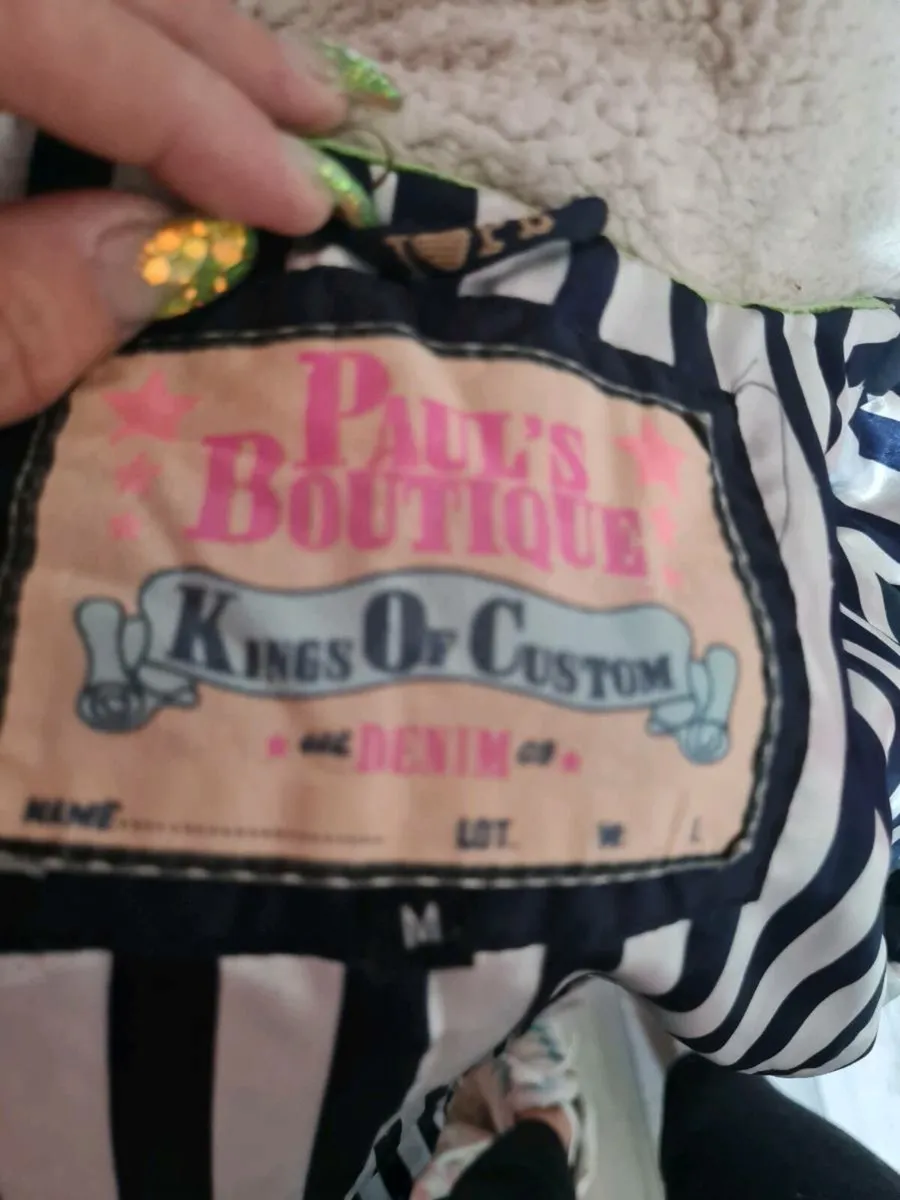 PAUL'S
BOUTIQUE
KINGS OF CUSTOM
DENIM
NAME
LOT. W L
M